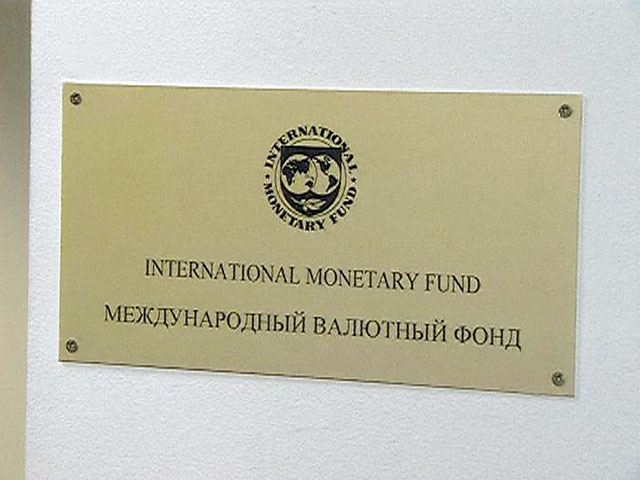 INTERNATIONAL
MONETARY FUND
INTERNATIONAL MONETARY FUND
МЕЖДУНАРОДНЫЙ ВАЛЮТНЫЙ ФОНД